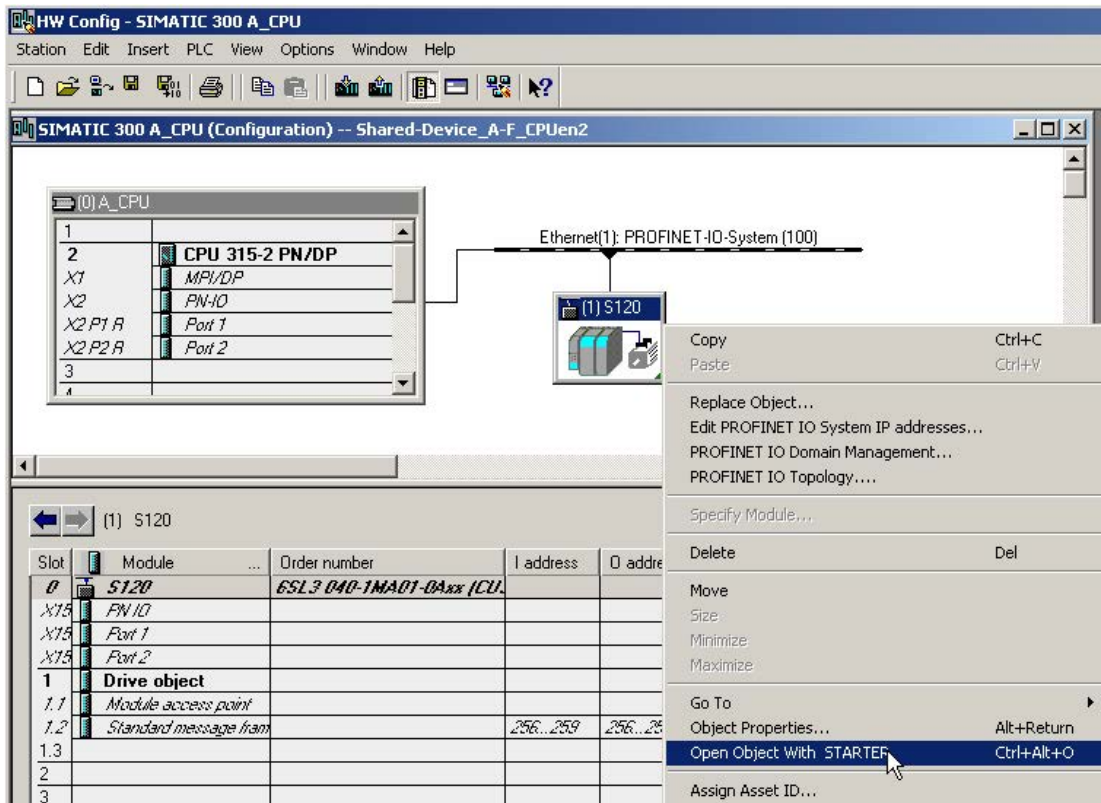 HW Config - SIMATIC 300 A_CPU
Station Edit Insert PLC View Options Window Help
SIMATIC 300 A_CPU (Configuration) -- Shared-Device_A-F_CPUen2
(0) A_CPU
1
2 CPU 315-2 PN/DP
X1 MPI/DP
X2 PN-IO
X2 P1 R Port 1
X2 P2 R Port 2
3
4
Ethernet(1): PROFINET-IO-System (100)
(1) S120
Copy Ctrl+C
Paste Ctrl+V
Replace Object...
Edit PROFINET IO System IP addresses...
PROFINET IO Domain Management...
PROFINET IO Topology....
Specify Module...
Delete Del
Move
Size
Minimize
Maximize
Go To
Object Properties... Alt+Return
Open Object With STARTER Ctrl+Alt+O
Assign Asset ID...
(1) S120
Slot Module ... Order number I address O addre
0 S120 6SL3 040-1MA01-0Axx (CU.
X15 PN IO
X15 Port 1
X15 Port 2
1 Drive object
1.1 Module access point
1.2 Standard message fram 256...259 256...25
1.3
2
3